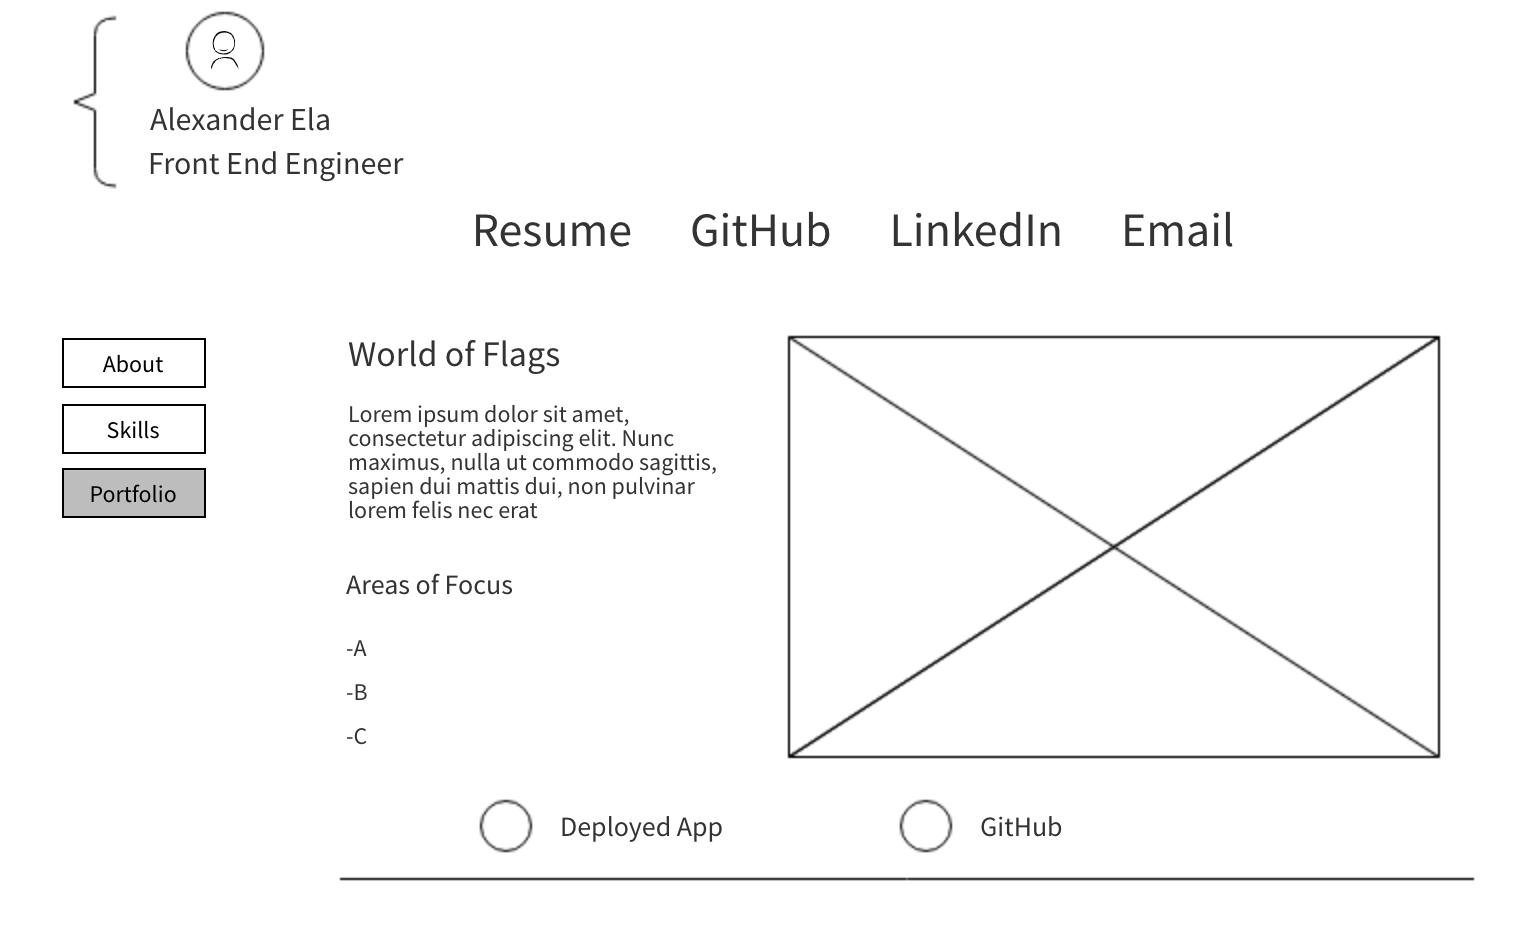 Alexander Ela
Front End Engineer
Resume GitHub LinkedIn Email
About
Skills
Portfolio
World of Flags
Lorem ipsum dolor sit amet,
consectetur adipiscing elit. Nunc
maximus, nulla ut commodo sagittis,
sapien dui mattis dui, non pulvinar
lorem felis nec erat
Areas of Focus
-A
-B
-C
Deployed App
GitHub